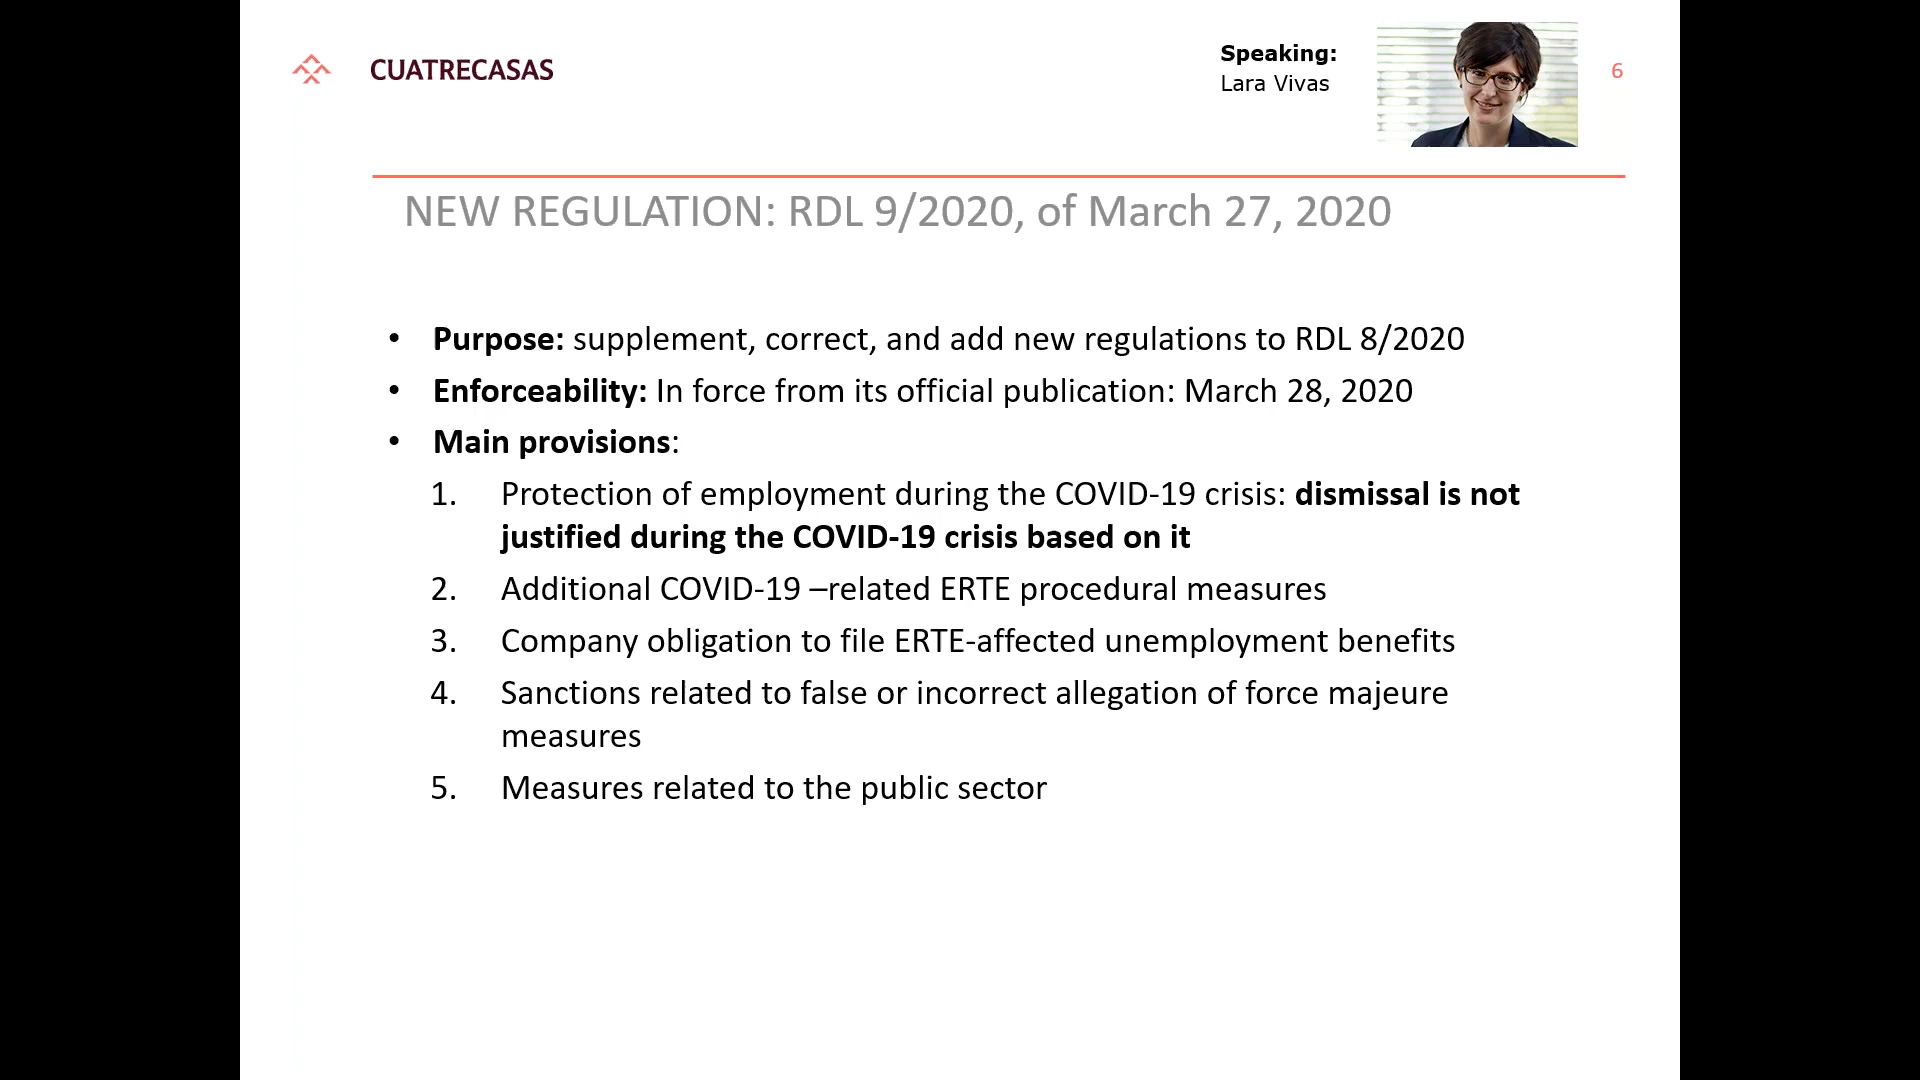 CUATRECASAS
Speaking:
Lara Vivas
6
NEW REGULATION: RDL 9/2020, of March 27, 2020
• Purpose: supplement, correct, and add new regulations to RDL 8/2020
• Enforceability: In force from its official publication: March 28, 2020
• Main provisions:
1. Protection of employment during the COVID-19 crisis: dismissal is not
justified during the COVID-19 crisis based on it
2. Additional COVID-19 –related ERTE procedural measures
3. Company obligation to file ERTE-affected unemployment benefits
4. Sanctions related to false or incorrect allegation of force majeure
measures
5. Measures related to the public sector